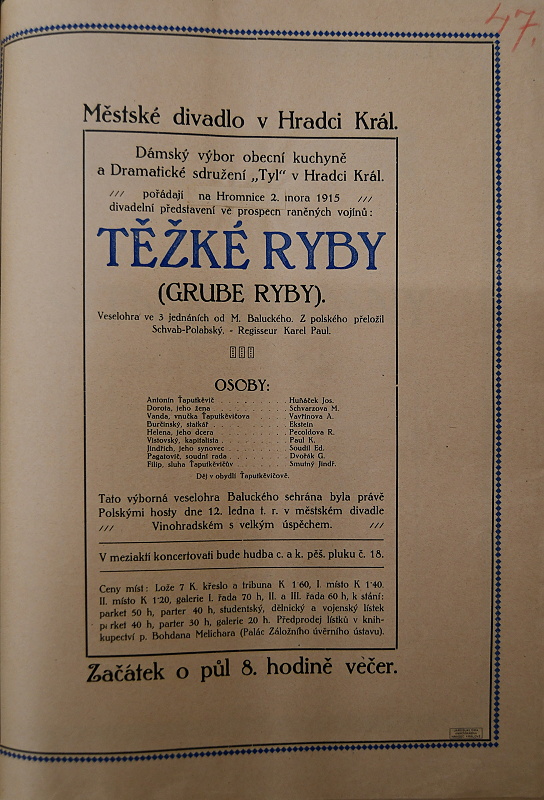 47.
Městské divadlo v Hradci Král.
Dámský výbor obecní kuchyně
a Dramatické sdružení „Tyl“ v Hradci Král.
/// pořádají na Hromnice 2. února 1915 ///
divadelní představení ve prospěch raněných vojínů:
TĚŽKÉ RYBY
(GRUBE RYBY).
Veselohra ve 3 jednáních od M. Baluckého. Z polského přeložil
Schvab-Polabský. - Regisseur Karel Paul.
OSOBY:
Antonín Ťaputkěvič . . . . . . . . . Huňáček Jos.
Dorota, jeho žena . . . . . . . . . Schvarzova M.
Vanda, vnučka Ťaputkěvičova . . . . . Vavřinova A.
Burčinský, statkář . . . . . . . . . Ekstein
Helena, jeho dcera . . . . . . . . . Pecoldova R.
Vistovský, kapitalista . . . . . . . . Paul K.
Jindřich, jeho synovec . . . . . . . . Soudil Ed.
Pagatovič, soudní rada . . . . . . . . Dvořák G.
Filip, sluha Ťaputkěvičův . . . . . . Smutný Jindř.
Děj v obydlí Ťaputkěvičově.
Tato výborná veselohra Baluckého sehrána byla právě
Polskými hosty dne 12. ledna t. r. v městském divadle
/// Vinohradském s velkým úspěchem. ///
V meziaktí koncertovati bude hudba c. a k. pěš. pluku č. 18.
Ceny míst: Lože 7 K. křeslo a tribuna K 1·60, I. místo K 1·40.
II. místo K 1·20, galerie I. řada 70 h, II. a III. řada 60 h, k stání:
parket 50 h, parter 40 h, studentský, dělnický a vojenský lístek
parket 40 h, parter 30 h, galerie 20 h. Předprodej lístků v knih-
kupectví p. Bohdana Melichara (Palác Záložního úvěrního ústavu).
Začátek o půl 8. hodině večer.